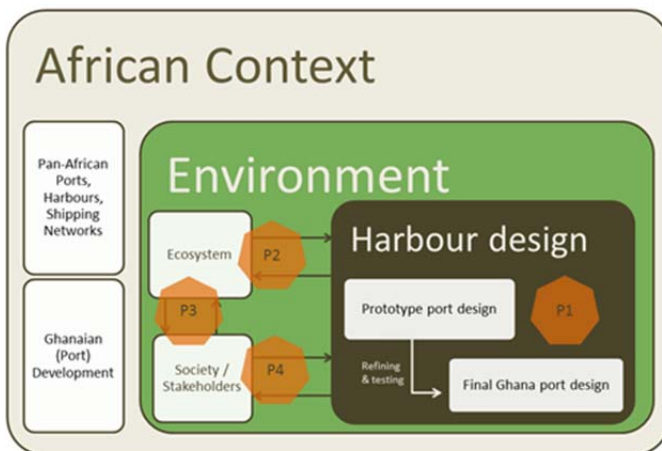 African Context
Pan-African
Ports,
Harbours,
Shipping
Networks
Ghanaian
(Port)
Development
Environment
Ecosystem
P2
P3
Society /
Stakeholders
P4
Harbour design
Prototype port design
P1
Refining
& testing
Final Ghana port design